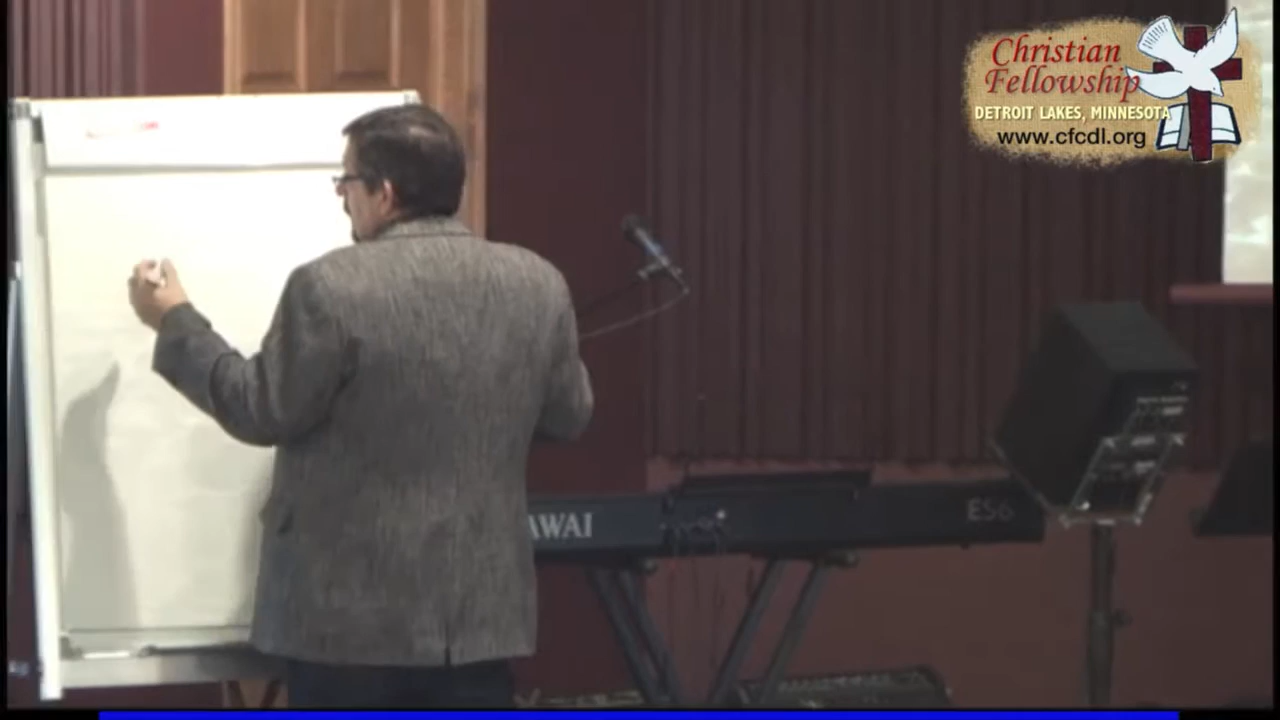 Christian
Fellowship
DETROIT LAKES, MINNESOTA
www.cfcdl.org
AWAI
ES6